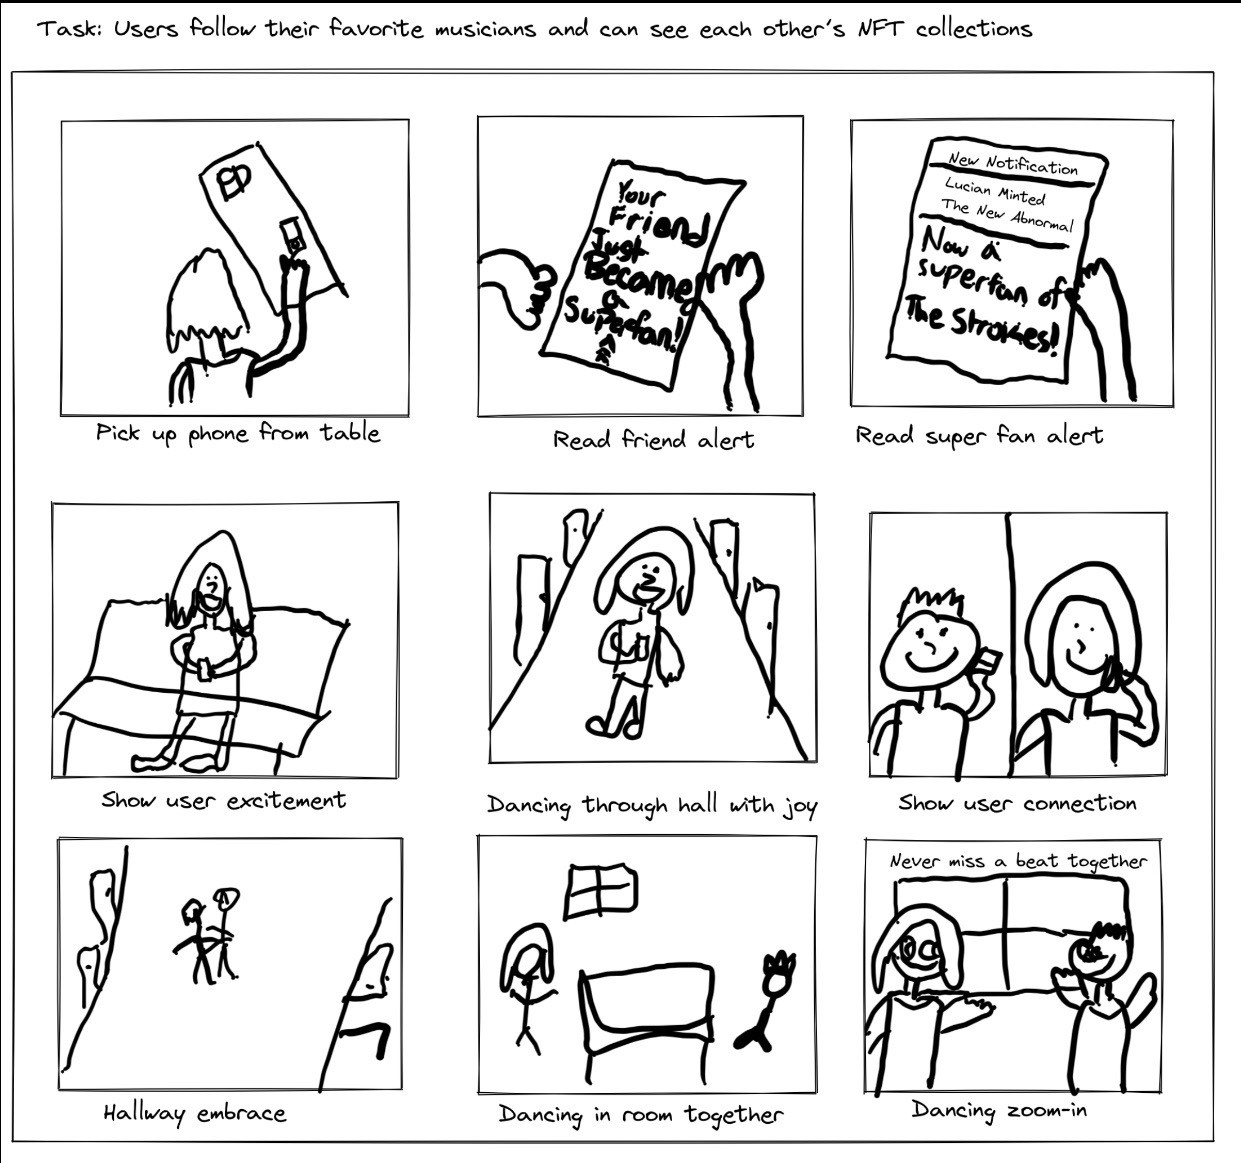 Task: Users follow their favorite musicians and can see each other's NFT collections
Your
Friend
Just
Became
a
Superfan!
New Notification
Lucian Minted
The New Abnormal
Now a
superfan of
The Strokes!
Pick up phone from table
Read friend alert
Read super fan alert
Show user excitement
Dancing through hall with joy
Show user connection
Never miss a beat together
Hallway embrace
Dancing in room together
Dancing zoom-in